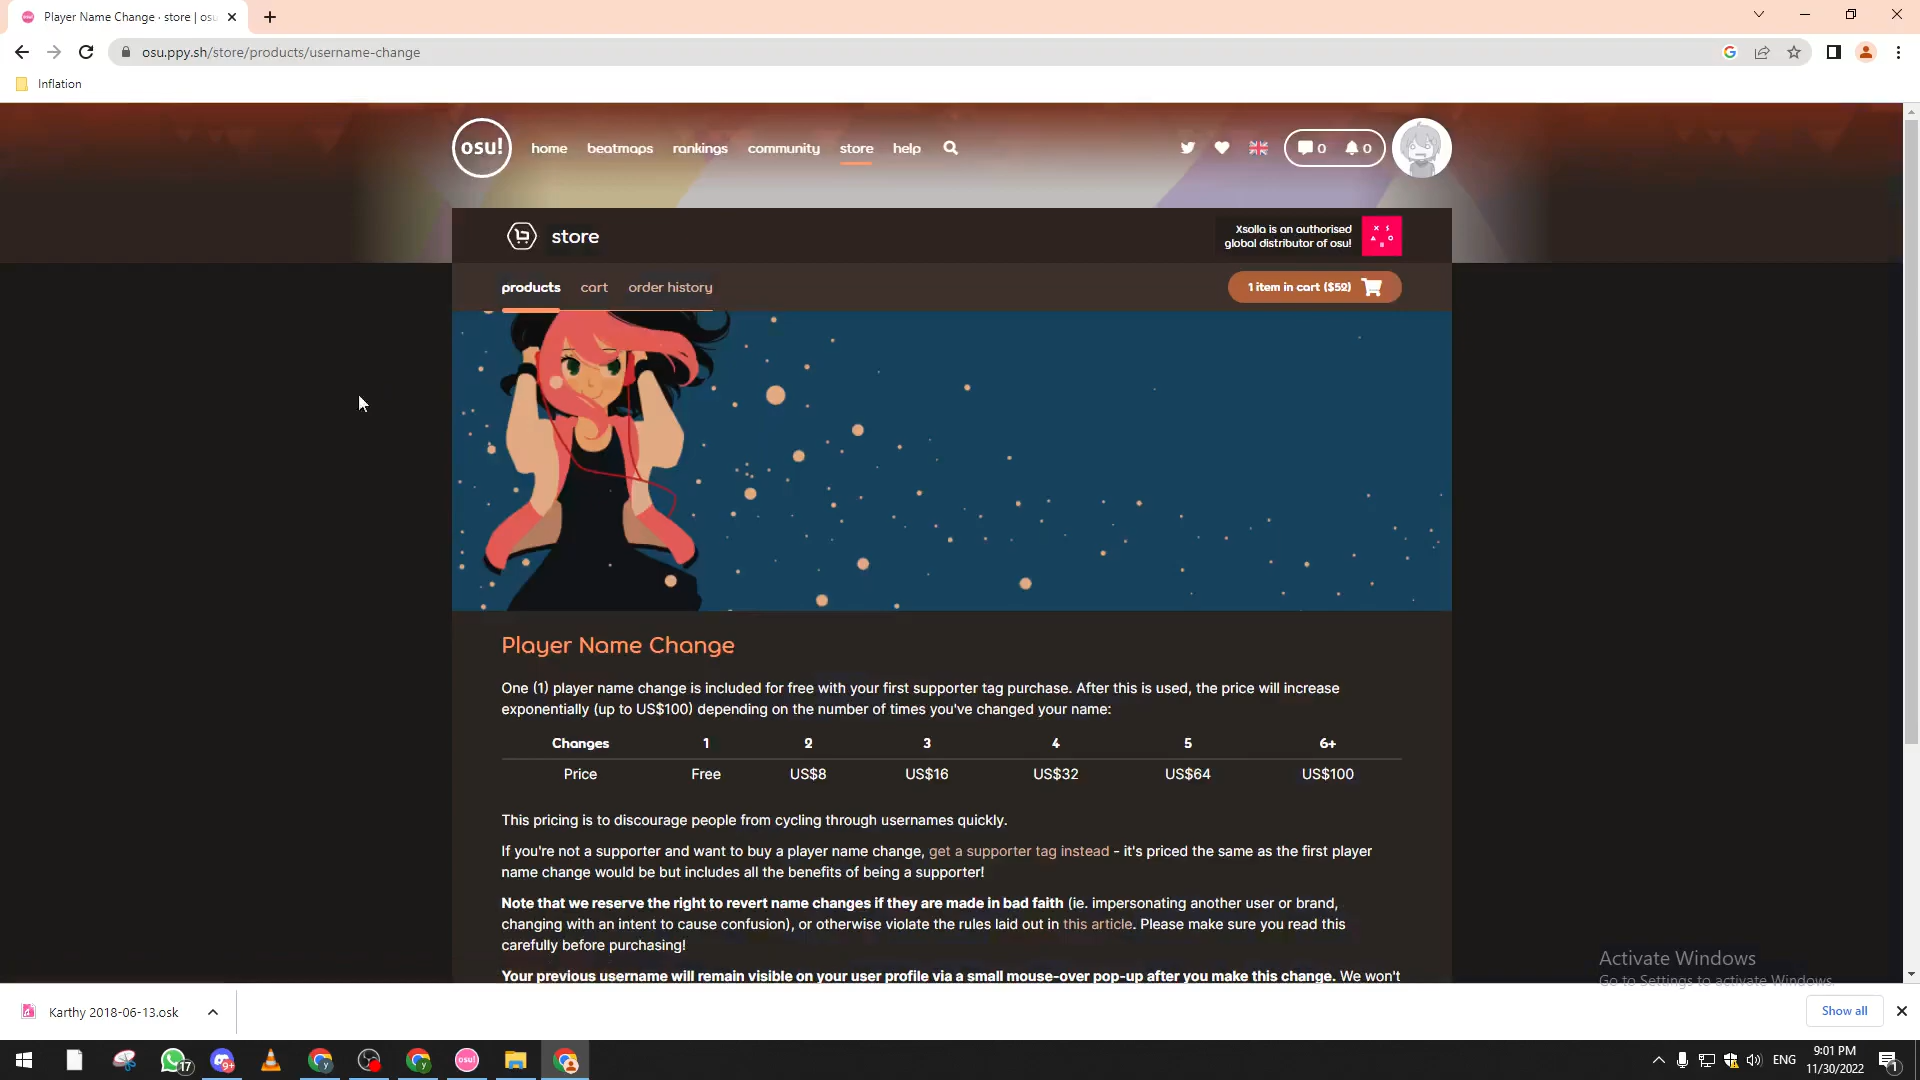 Player Name Change · store | osu
osu.ppy.sh/store/products/username-change
Inflation
osu!
home
beatmaps
rankings
community
store
help
0
0
store
Xsolla is an authorised
global distributor of osu!
X S
A O
products
cart
order history
1 item in cart ($52)
Player Name Change
One (1) player name change is included for free with your first supporter tag purchase. After this is used, the price will increase
exponentially (up to US$100) depending on the number of times you've changed your name:
Changes 1 2 3 4 5 6+
Price Free US$8 US$16 US$32 US$64 US$100
This pricing is to discourage people from cycling through usernames quickly.
If you're not a supporter and want to buy a player name change, get a supporter tag instead - it's priced the same as the first player
name change would be but includes all the benefits of being a supporter!
Note that we reserve the right to revert name changes if they are made in bad faith (ie. impersonating another user or brand,
changing with an intent to cause confusion), or otherwise violate the rules laid out in this article. Please make sure you read this
carefully before purchasing!
Your previous username will remain visible on your user profile via a small mouse-over pop-up after you make this change. We won't
Activate Windows
Go to Settings to activate Windows.
Karthy 2018-06-13.osk
Show all
17
9+
y
y
osu!
ENG
9:01 PM
11/30/2022
1